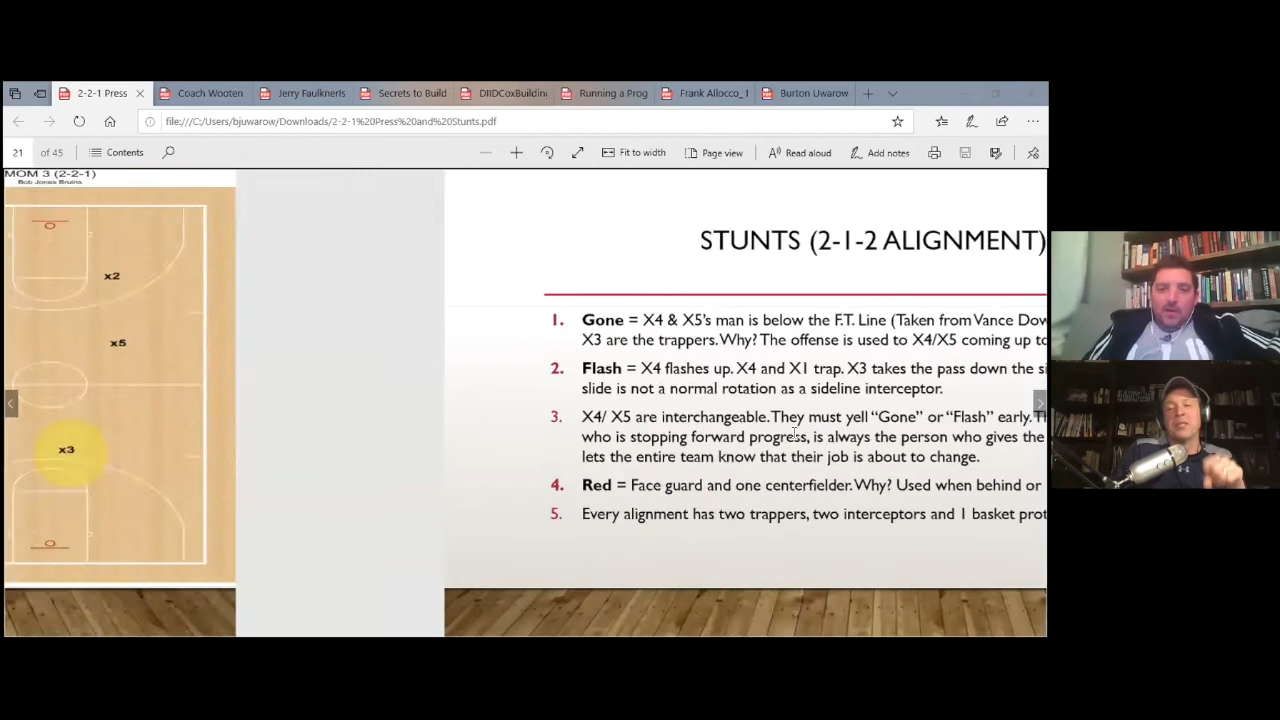 2-2-1 Press
Coach Wooten
Jerry Faulkner
Secrets to Build
DIIDCoxBuildin
Running a Prog
Frank Allocco_
Burton Uwarow
file:///C:/Users/bjuwarow/Downloads/2-2-1%20Press%20and%20Stunts.pdf
21 of 45
Contents
Fit to width
Page view
Read aloud
Add notes
MOM 3 (2-2-1)
Bob Jones Bruins
x2
x5
x3
STUNTS (2-1-2 ALIGNMENT)
1. Gone = X4 & X5's man is below the F.T. Line (Taken from Vance Dow
X3 are the trappers. Why? The offense is used to X4/X5 coming up to
2. Flash = X4 flashes up. X4 and X1 trap. X3 takes the pass down the si
slide is not a normal rotation as a sideline interceptor.
3. X4/ X5 are interchangeable. They must yell “Gone” or “Flash” early. Th
who is stopping forward progress, is always the person who gives the
lets the entire team know that their job is about to change.
4. Red = Face guard and one centerfielder. Why? Used when behind or
5. Every alignment has two trappers, two interceptors and 1 basket prot